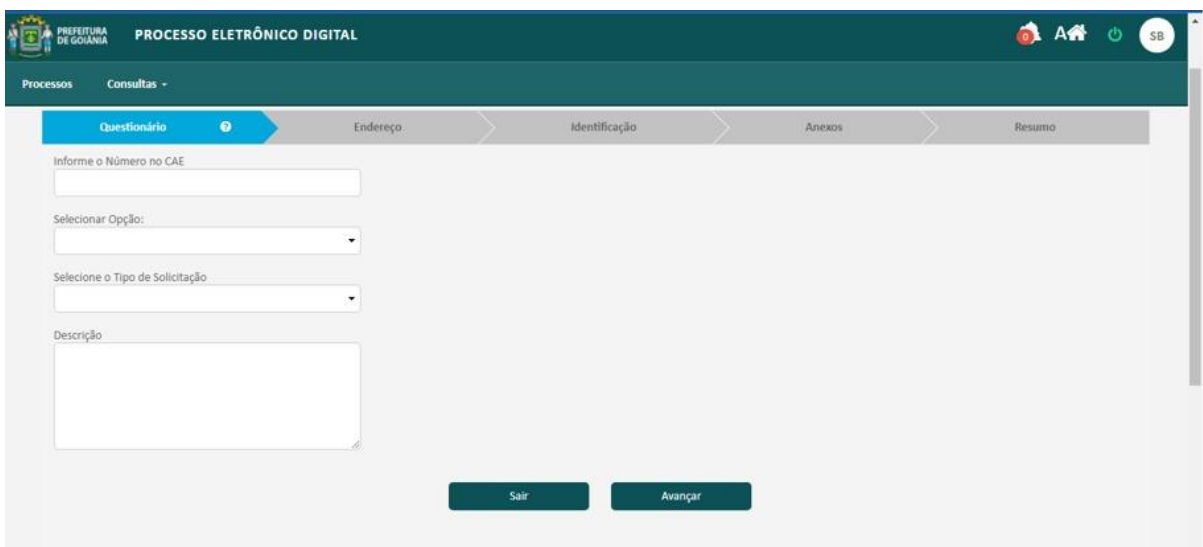 PREFEITURA
DE GOIÂNIA
PROCESSO ELETRÔNICO DIGITAL
0
A
SB
Processos
Consultas
Questionário
?
Endereço
Identificação
Anexos
Resumo
Informe o Número no CAE
Selecionar Opção:
Selecione o Tipo de Solicitação
Descrição
Sair
Avançar